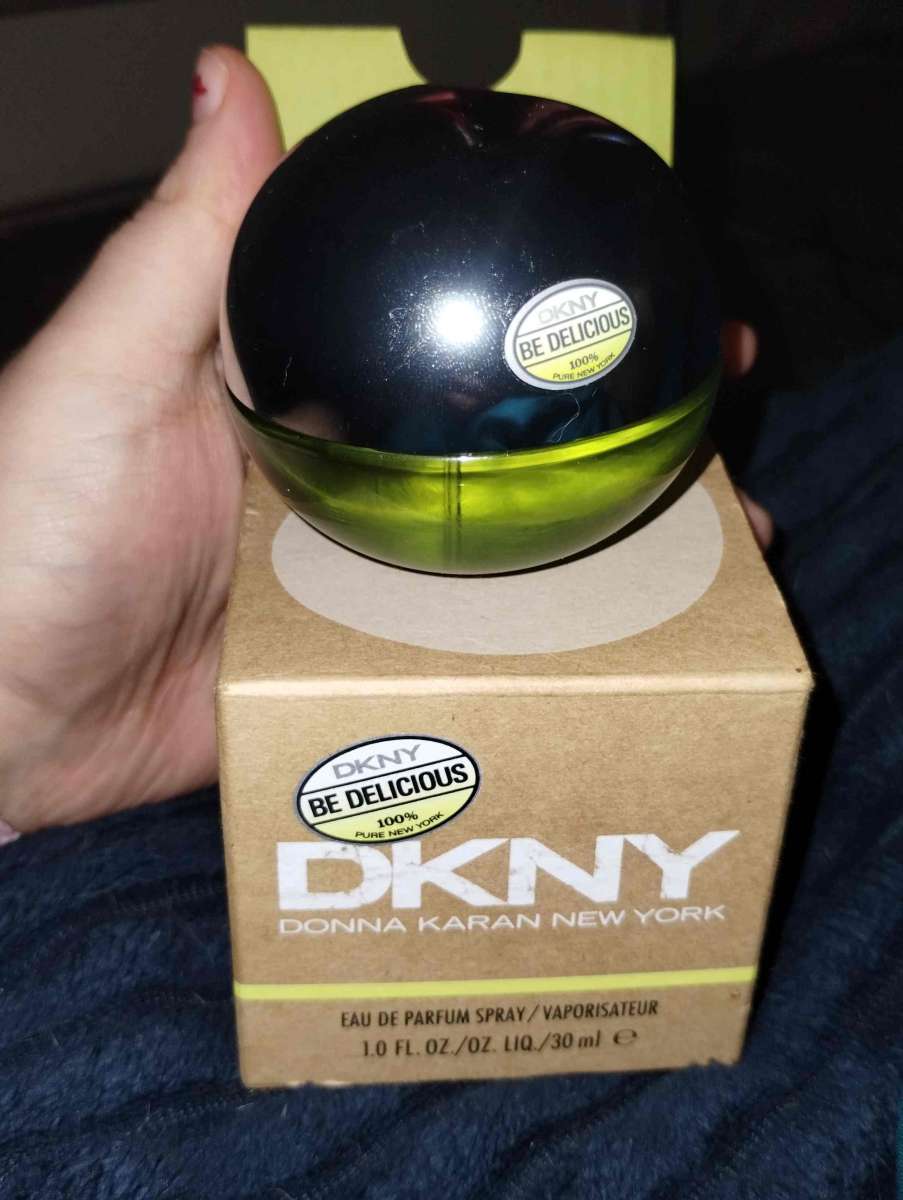 DKNY
BE DELICIOUS
100%
PURE NEW YORK
DKNY
BE DELICIOUS
100%
PURE NEW YORK
DKNY
DONNA KARAN NEW YORK
EAU DE PARFUM SPRAY/VAPORISATEUR
1.0 FL. OZ./OZ. LIQ./30 ml ℮